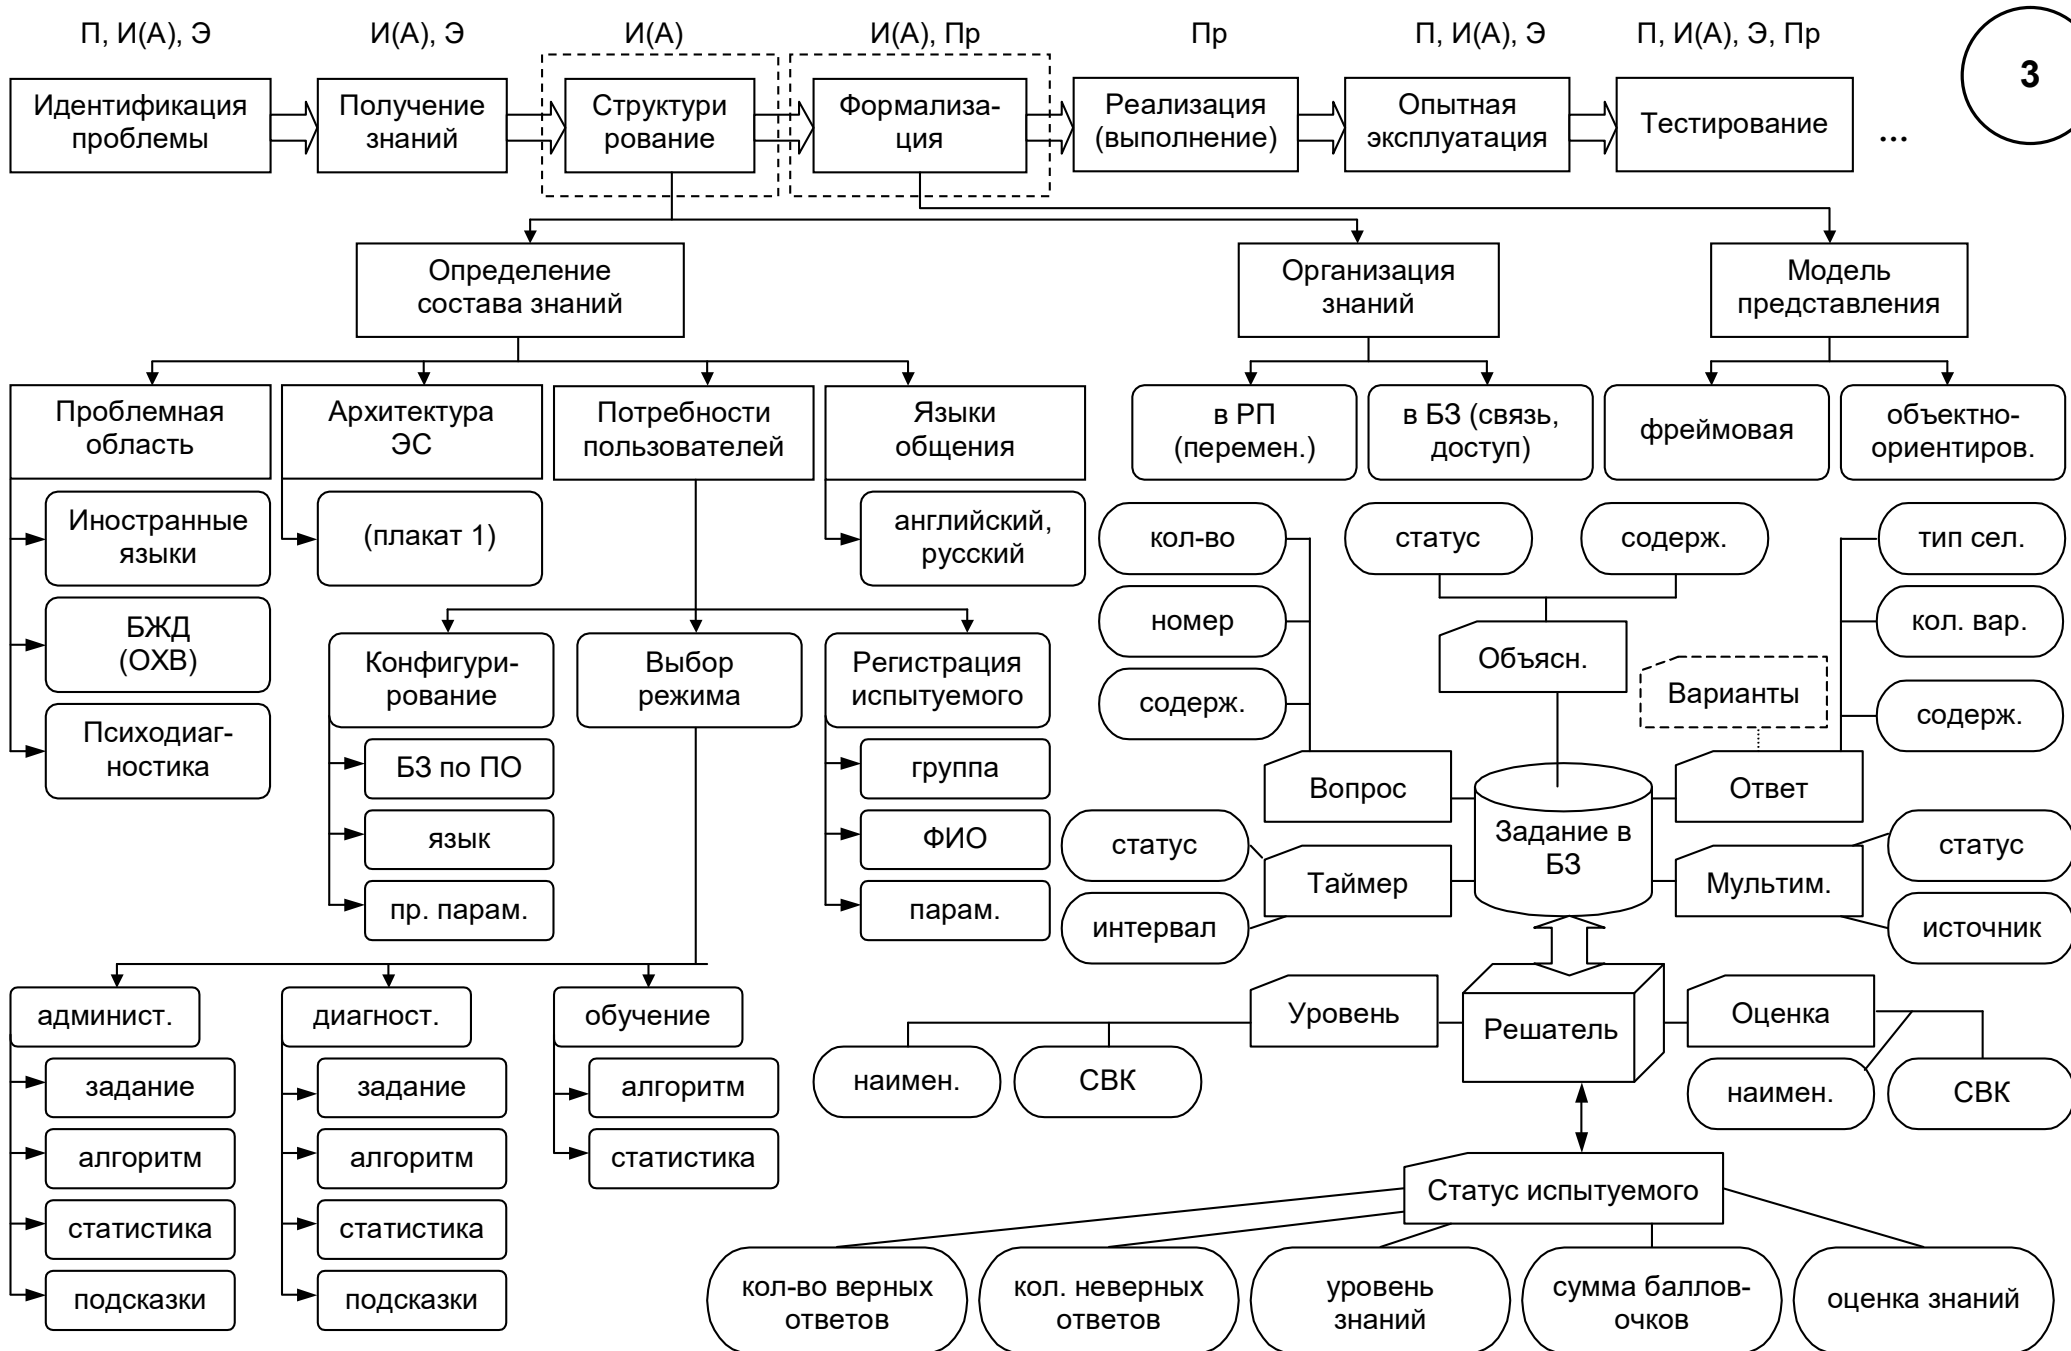 П, И(А), Э
И(А), Э
И(А)
И(А), Пр
Пр
П, И(А), Э
П, И(А), Э, Пр
3
Идентификация
проблемы
Получение
знаний
Структури
рование
Формализа-
ция
Реализация
(выполнение)
Опытная
эксплуатация
Тестирование
...
Определение
состава знаний
Организация
знаний
Модель
представления
Проблемная
область
Архитектура
ЭС
Потребности
пользователей
Языки
общения
в РП
(перемен.)
в БЗ (связь,
доступ)
фреймовая
объектно-
ориентиров.
Иностранные
языки
(плакат 1)
английский,
русский
кол-во
статус
содерж.
тип сел.
БЖД
(ОХВ)
номер
кол. вар.
Конфигури-
рование
Выбор
режима
Регистрация
испытуемого
Объясн.
Варианты
содерж.
содерж.
Психодиаг-
ностика
БЗ по ПО
группа
Вопрос
Ответ
язык
ФИО
статус
Задание в
БЗ
статус
Таймер
Мультим.
пр. парам.
парам.
интервал
источник
админист.
диагност.
обучение
Уровень
Решатель
Оценка
задание
задание
алгоритм
наимен.
СВК
наимен.
СВК
алгоритм
алгоритм
статистика
Статус испытуемого
статистика
статистика
подсказки
подсказки
кол-во верных
ответов
кол. неверных
ответов
уровень
знаний
сумма баллов-
очков
оценка знаний